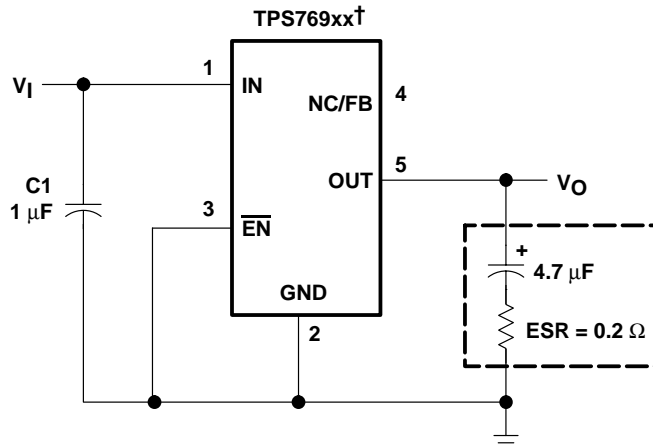 TPS769xx†
1
VI
IN
NC/FB
4
5
OUT
VO
C1
1 μF
3
EN
+
4.7 μF
GND
2
ESR = 0.2 Ω